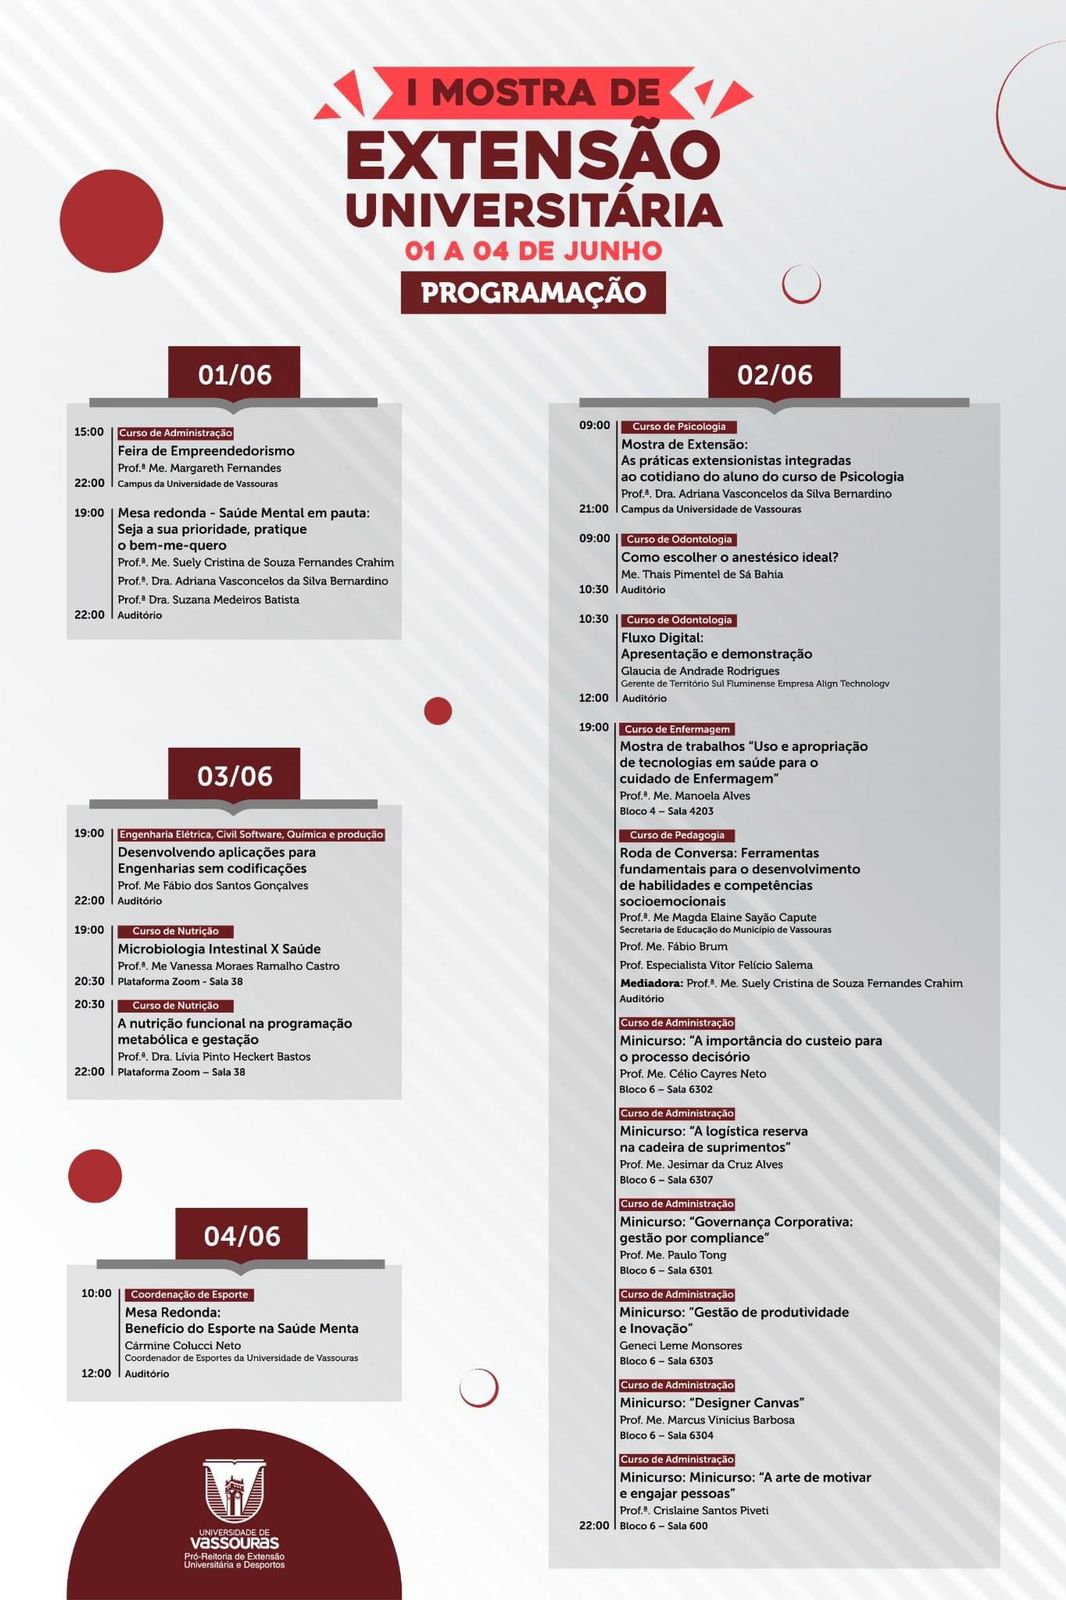 I MOSTRA DE
EXTENSÃO
UNIVERSITÁRIA
01 A 04 DE JUNHO
PROGRAMAÇÃO
01/06
15:00 Curso de Administração
Feira de Empreendedorismo
Prof.ª Me. Margareth Fernandes
22:00 Campus da Universidade de Vassouras
19:00 Mesa redonda - Saúde Mental em pauta:
Seja a sua prioridade, pratique
o bem-me-quero
Prof.ª. Me. Suely Cristina de Souza Fernandes Crahim
Prof.ª. Dra. Adriana Vasconcelos da Silva Bernardino
Prof.ª Dra. Suzana Medeiros Batista
22:00 Auditório
02/06
09:00 Curso de Psicologia
Mostra de Extensão:
As práticas extensionistas integradas
ao cotidiano do aluno do curso de Psicologia
Prof.ª. Dra. Adriana Vasconcelos da Silva Bernardino
21:00 Campus da Universidade de Vassouras
09:00 Curso de Odontologia
Como escolher o anestésico ideal?
Me. Thais Pimentel de Sá Bahia
10:30 Auditório
10:30 Curso de Odontologia
Fluxo Digital:
Apresentação e demonstração
Glaucia de Andrade Rodrigues
Gerente de Território Sul Fluminense Empresa Align Technology
12:00 Auditório
19:00 Curso de Enfermagem
Mostra de trabalhos “Uso e apropriação
de tecnologias em saúde para o
cuidado de Enfermagem”
Prof.ª. Me. Manoela Alves
Bloco 4 – Sala 4203
Curso de Pedagogia
Roda de Conversa: Ferramentas
fundamentais para o desenvolvimento
de habilidades e competências
socioemocionais
Prof.ª. Me Magda Elaine Sayão Capute
Secretaria de Educação do Município de Vassouras
Prof. Me. Fábio Brum
Prof. Especialista Vitor Felício Salema
Mediadora: Prof.ª. Me. Suely Cristina de Souza Fernandes Crahim
Auditório
Curso de Administração
Minicurso: “A importância do custeio para
o processo decisório
Prof. Me. Célio Cayres Neto
Bloco 6 – Sala 6302
Curso de Administração
Minicurso: “A logística reserva
na cadeira de suprimentos”
Prof. Me. Jesimar da Cruz Alves
Bloco 6 – Sala 6307
Curso de Administração
Minicurso: “Governança Corporativa:
gestão por compliance”
Prof. Me. Paulo Tong
Bloco 6 – Sala 6301
Curso de Administração
Minicurso: “Gestão de produtividade
e Inovação”
Geneci Leme Monsores
Bloco 6 – Sala 6303
Curso de Administração
Minicurso: “Designer Canvas”
Prof. Me. Marcus Vinicius Barbosa
Bloco 6 – Sala 6304
Curso de Administração
Minicurso: Minicurso: “A arte de motivar
e engajar pessoas”
Prof.ª. Crislaine Santos Piveti
22:00 Bloco 6 – Sala 600
03/06
19:00 Engenharia Elétrica, Civil Software, Química e produção
Desenvolvendo aplicações para
Engenharias sem codificações
Prof. Me Fábio dos Santos Gonçalves
22:00 Auditório
19:00 Curso de Nutrição
Microbiologia Intestinal X Saúde
Prof.ª. Me Vanessa Moraes Ramalho Castro
20:30 Plataforma Zoom - Sala 38
20:30 Curso de Nutrição
A nutrição funcional na programação
metabólica e gestação
Prof.ª. Dra. Lívia Pinto Heckert Bastos
22:00 Plataforma Zoom – Sala 38
04/06
10:00 Coordenação de Esporte
Mesa Redonda:
Benefício do Esporte na Saúde Menta
Cármine Colucci Neto
Coordenador de Esportes da Universidade de Vassouras
12:00 Auditório
UNIVERSIDADE DE
VASSOURAS
Pró-Reitoria de Extensão
Universitária e Desportos